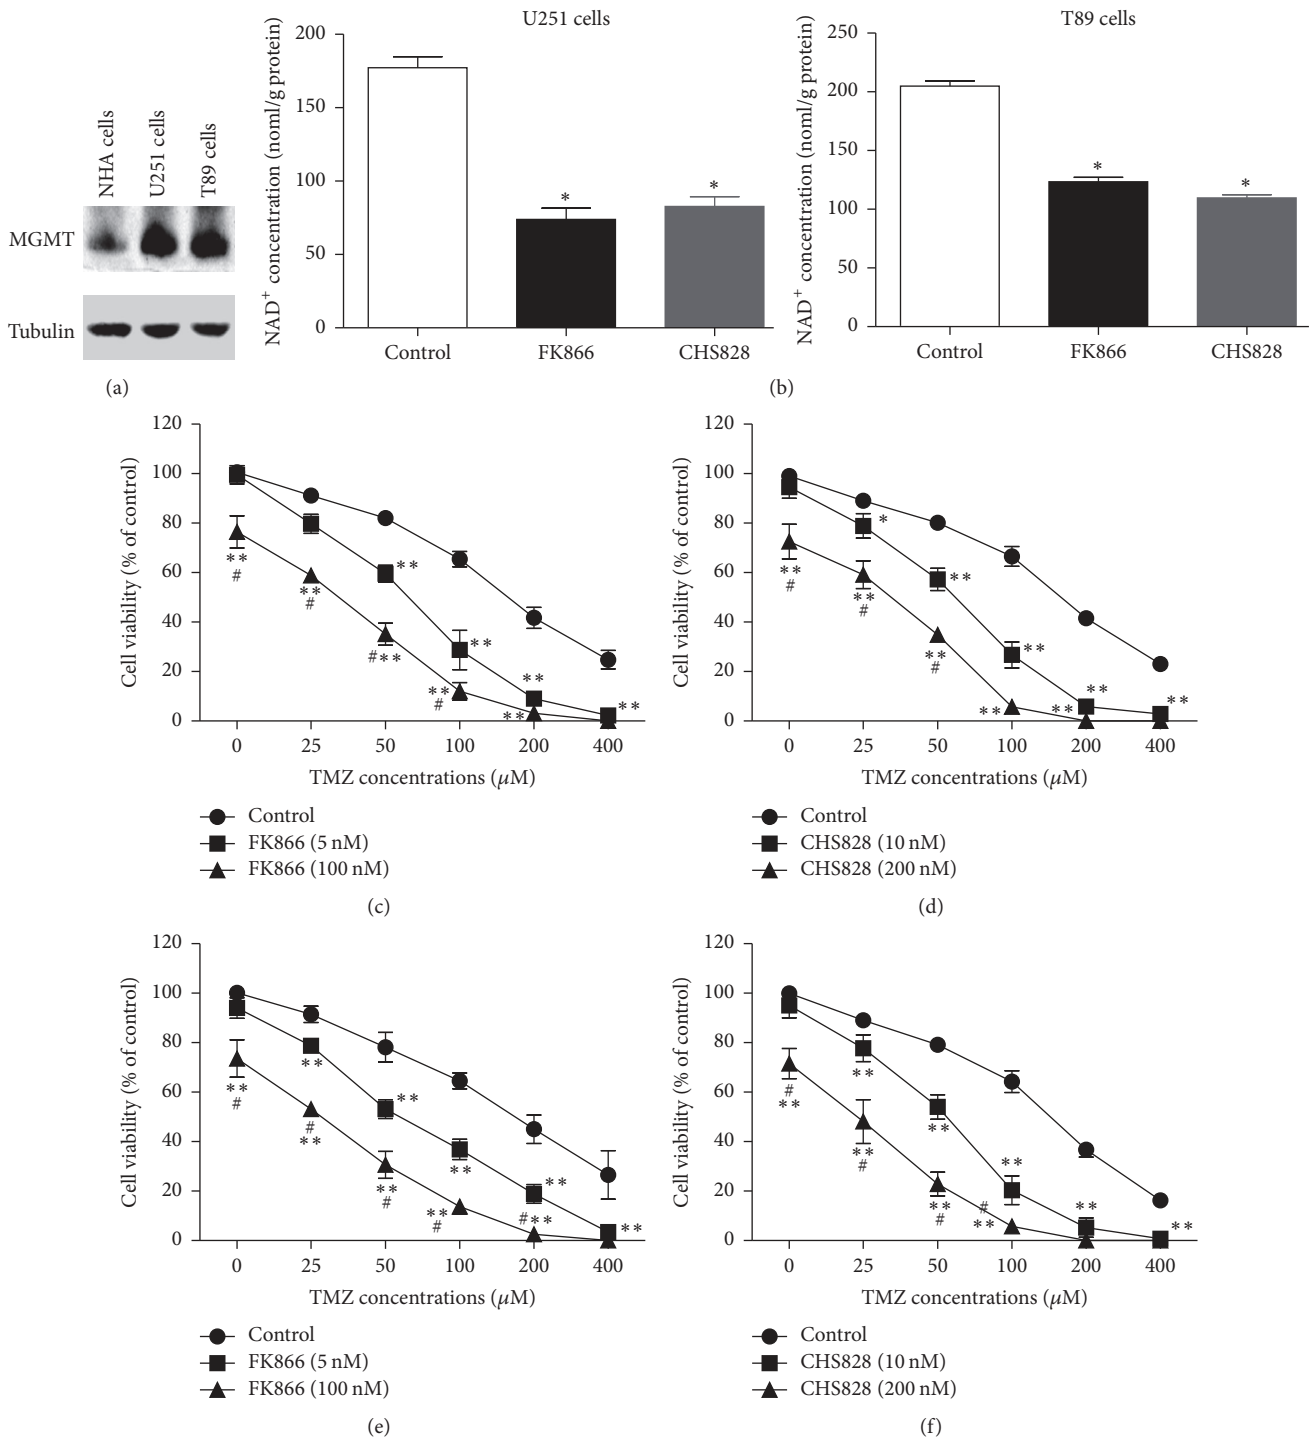 NHA cells
U251 cells
T89 cells
MGMT
Tubulin
(a)
U251 cells
NAD+ concentration (noml/g protein)
200
150
100
50
0
*
*
Control
FK866
CHS828
T89 cells
NAD+ concentration (noml/g protein)
250
200
150
100
50
0
*
*
Control
FK866
CHS828
(b)
Cell viability (% of control)
120
100
80
60
40
20
0
**
#
**
#
**
#**
**
**
#
**
**
**
0 25 50 100 200 400
TMZ concentrations (μM)
Control
FK866 (5 nM)
FK866 (100 nM)
(c)
Cell viability (% of control)
120
100
80
60
40
20
0
*
**
#
**
#
**
**
#
**
**
**
**
**
0 25 50 100 200 400
TMZ concentrations (μM)
Control
CHS828 (10 nM)
CHS828 (200 nM)
(d)
Cell viability (% of control)
120
100
80
60
40
20
0
**
#
**
#
**
**
**
#
**
**
#
**
#**
**
0 25 50 100 200 400
TMZ concentrations (μM)
Control
FK866 (5 nM)
FK866 (100 nM)
(e)
Cell viability (% of control)
120
100
80
60
40
20
0
#
**
**
**
#
**
**
#
**
#
**
**
**
0 25 50 100 200 400
TMZ concentrations (μM)
Control
CHS828 (10 nM)
CHS828 (200 nM)
(f)